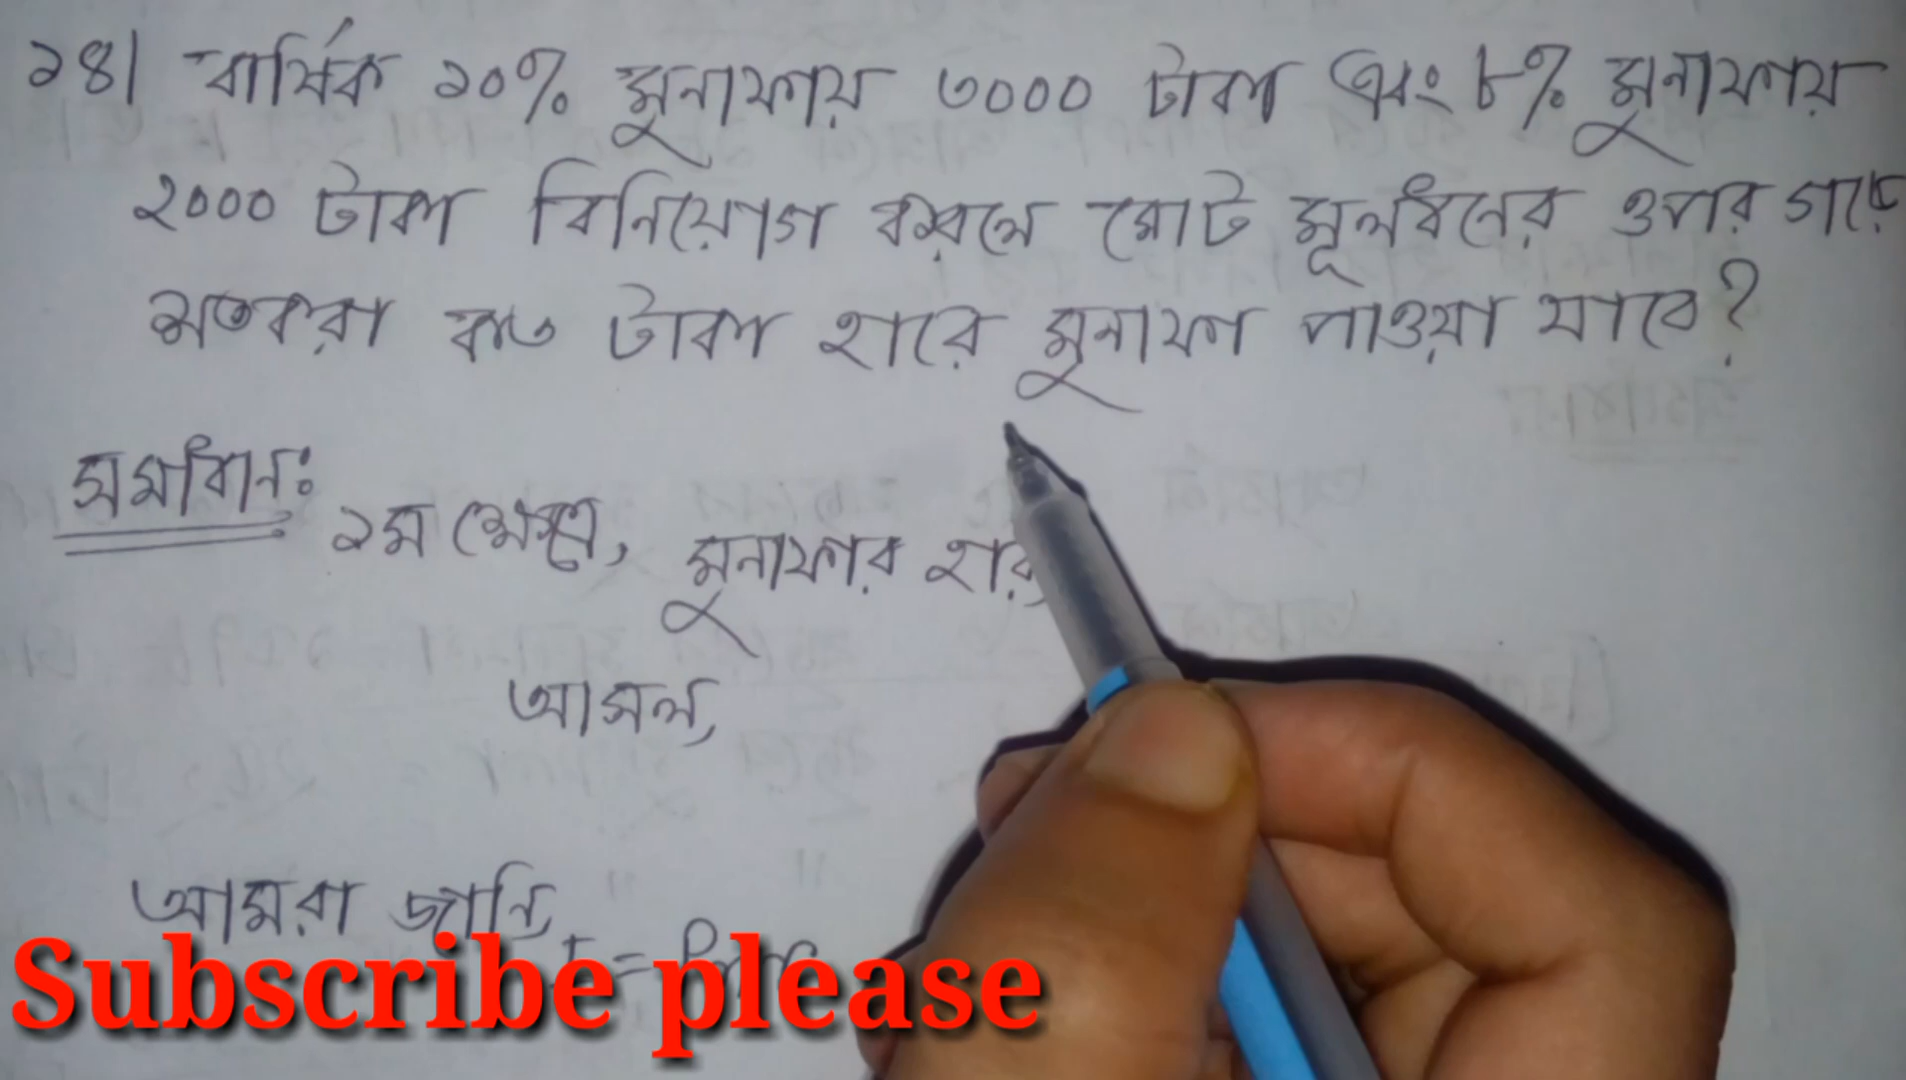 ১৪। বার্ষিক ১০% মুনাফায় ৩০০০ টাকা এবং ৮% মুনাফায়
২০০০ টাকা বিনিয়োগ করলে মোট মূলধনের ওপর গড়ে
শতকরা কত টাকা হারে মুনাফা পাওয়া যাবে?
সমাধান:
১ম ক্ষেত্রে, মুনাফার হার,
আসল,
আমরা জানি,
I = Pnr
Subscribe please